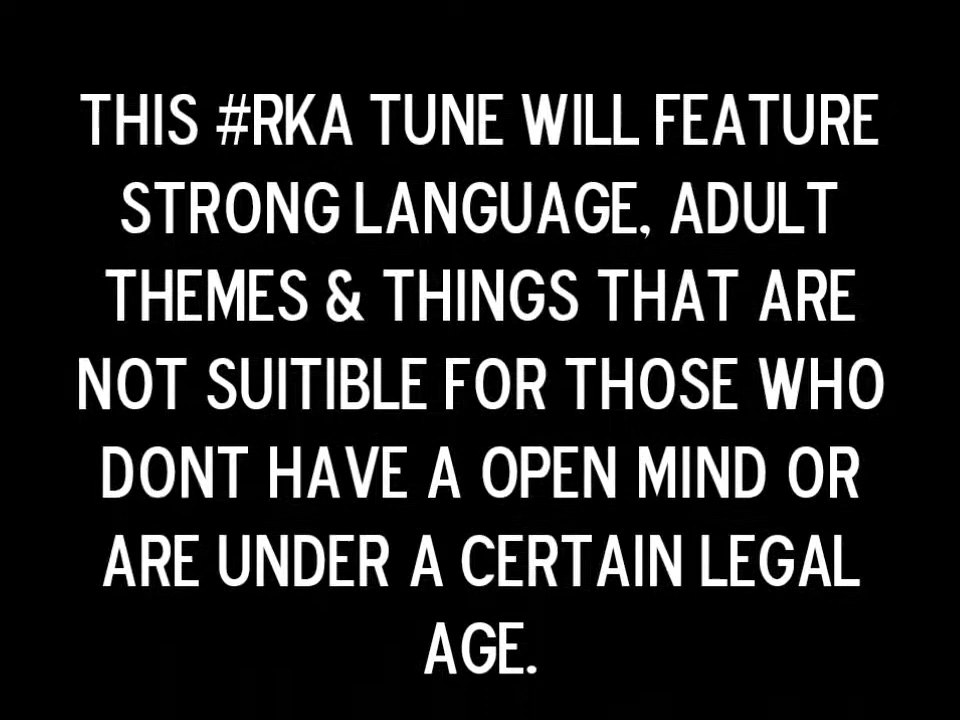 THIS #RKA TUNE WILL FEATURE
STRONG LANGUAGE, ADULT
THEMES & THINGS THAT ARE
NOT SUITIBLE FOR THOSE WHO
DONT HAVE A OPEN MIND OR
ARE UNDER A CERTAIN LEGAL
AGE.